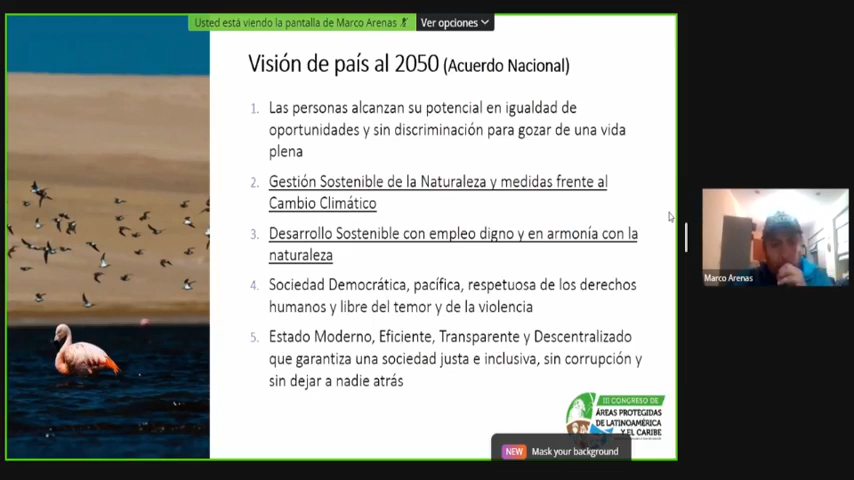 Usted está viendo la pantalla de Marco Arenas
Ver opciones
Visión de país al 2050 (Acuerdo Nacional)
1. Las personas alcanzan su potencial en igualdad de
oportunidades y sin discriminación para gozar de una vida
plena
2. Gestión Sostenible de la Naturaleza y medidas frente al
Cambio Climático
3. Desarrollo Sostenible con empleo digno y en armonía con la
naturaleza
4. Sociedad Democrática, pacífica, respetuosa de los derechos
humanos y libre del temor y de la violencia
5. Estado Moderno, Eficiente, Transparente y Descentralizado
que garantiza una sociedad justa e inclusiva, sin corrupción y
sin dejar a nadie atrás
III CONGRESO DE
ÁREAS PROTEGIDAS
DE LATINOAMÉRICA
Y EL CARIBE
NEW Mask your background
Marco Arenas